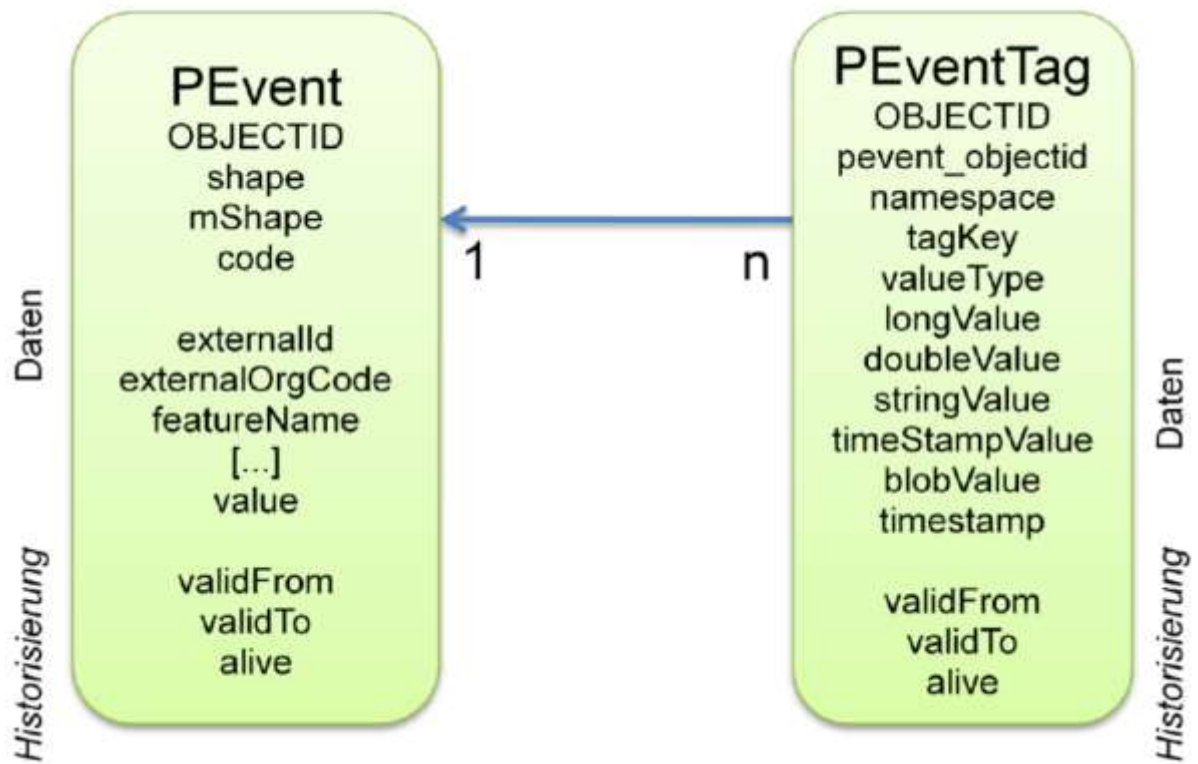 PEvent
OBJECTID
shape
mShape
code
externalId
externalOrgCode
featureName
[...]
value
validFrom
validTo
alive
Daten
Historisierung
1
n
PEventTag
OBJECTID
pevent_objectid
namespace
tagKey
valueType
longValue
doubleValue
stringValue
timeStampValue
blobValue
timestamp
validFrom
validTo
alive
Daten
Historisierung